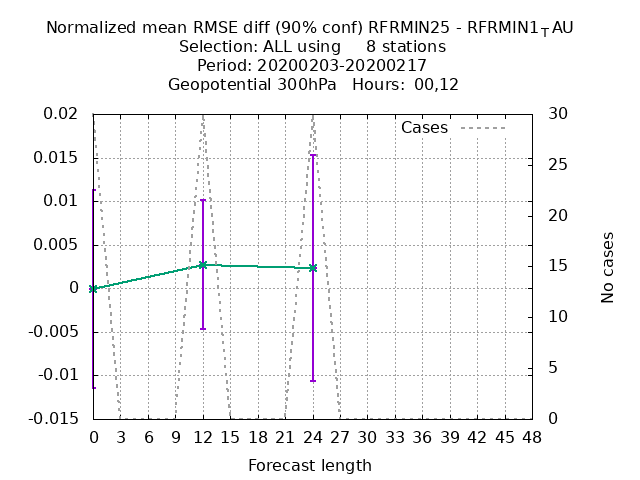 Normalized mean RMSE diff (90% conf) RFRMIN25 - RFRMIN1TAU
Selection: ALL using 8 stations
Period: 20200203-20200217
Geopotential 300hPa Hours: 00,12
Cases
0.02
0.015
0.01
0.005
0
-0.005
-0.01
-0.015
30
25
20
15
10
5
0
No cases
0 3 6 9 12 15 18 21 24 27 30 33 36 39 42 45 48
Forecast length